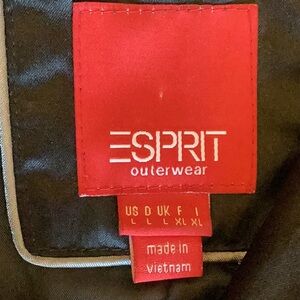 ESPRIT
outerwear
US D UK F I
L L L XL XL
made in
vietnam